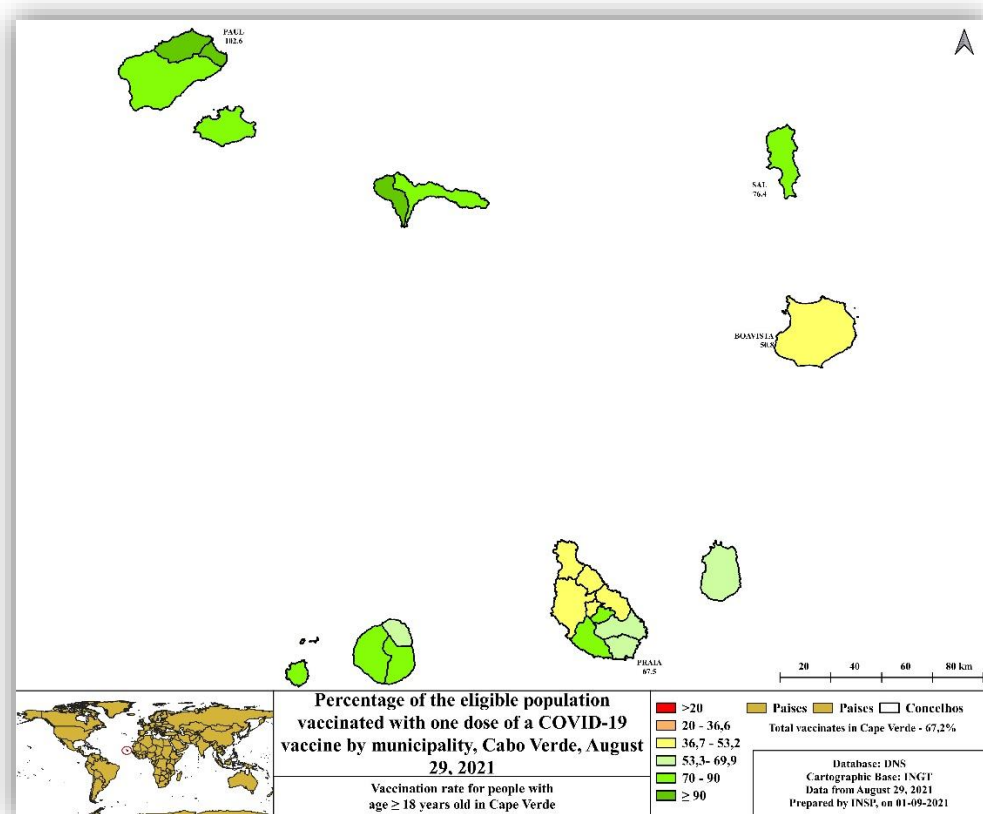 PAUL
102.6
SAL
76.4
BOAVISTA
50.8
PRAIA
67.5
20 40 60 80 km
Percentage of the eligible population
vaccinated with one dose of a COVID-19
vaccine by municipality, Cabo Verde, August
29, 2021
Vaccination rate for people with
age ≥ 18 years old in Cape Verde
>20
20 - 36,6
36,7 - 53,2
53,3- 69,9
70 - 90
≥ 90
Paises Paises Concelhos
Total vaccinates in Cape Verde - 67,2%
Database: DNS
Cartographic Base: INGT
Data from August 29, 2021
Prepared by INSP, on 01-09-2021